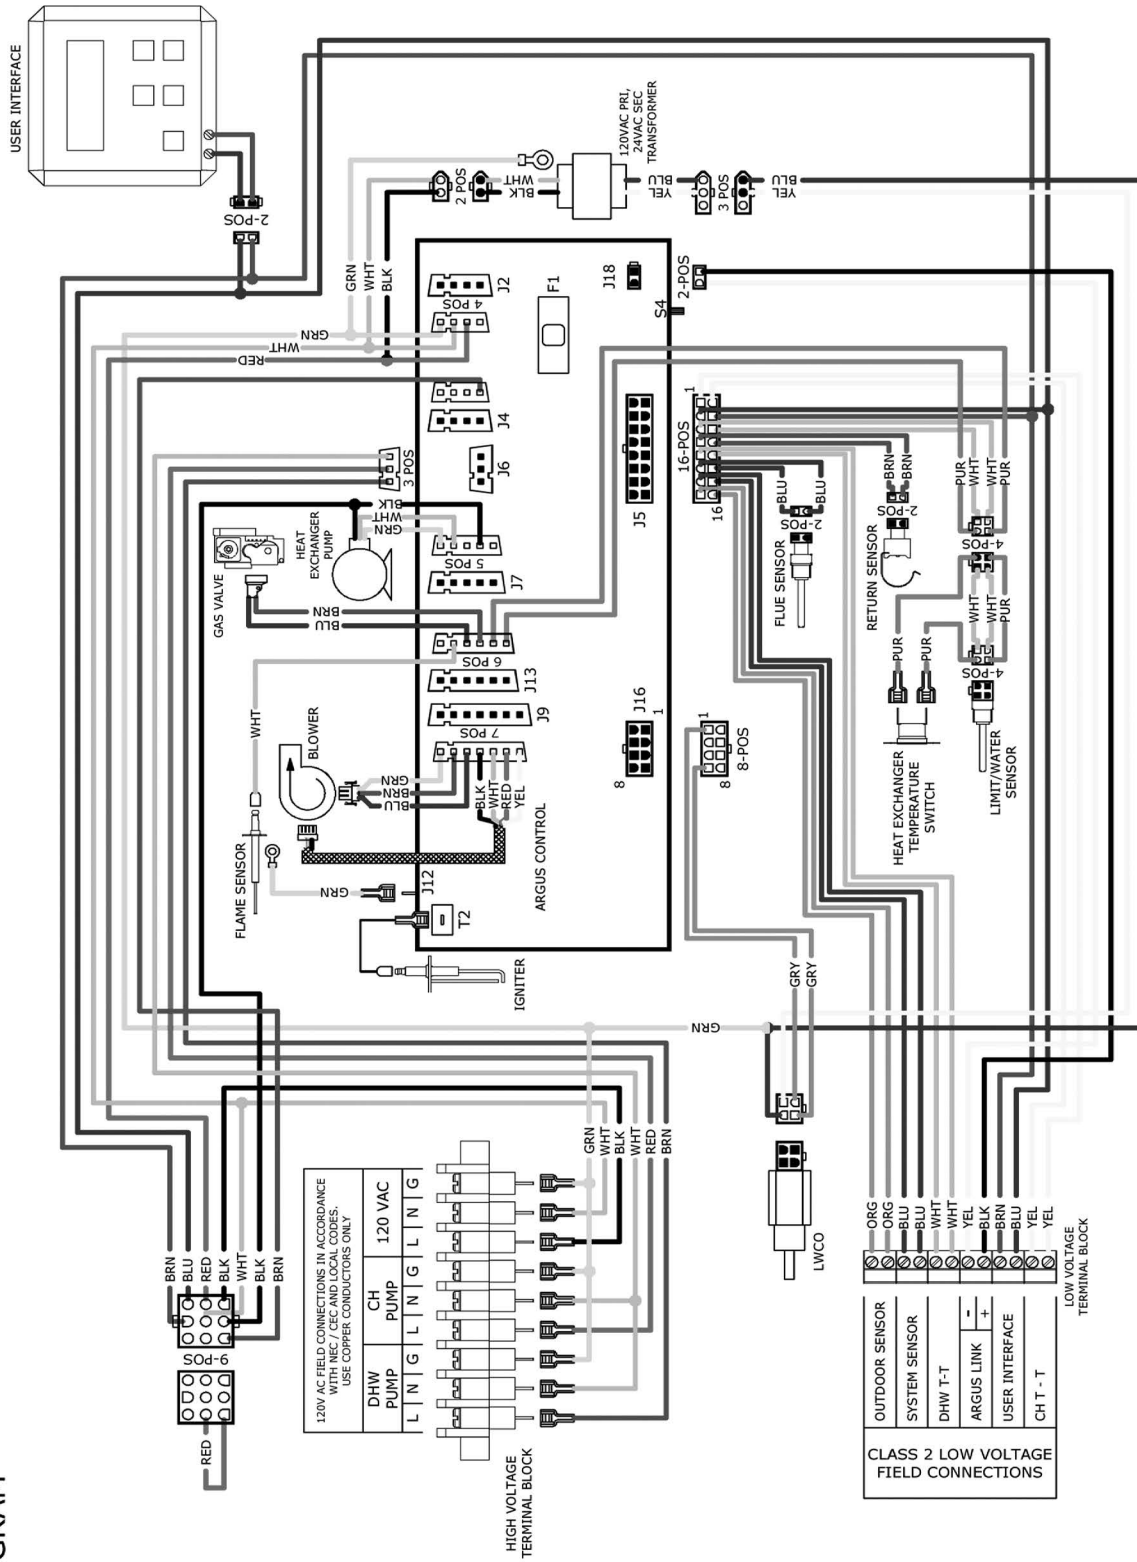 USER INTERFACE
2-POS
120VAC PRI,
24VAC SEC
TRANSFORMER
GRN
WHT
BLK
2 POS
WHT
BLK
BLU
YEL
3 POS
BLU
YEL
GRN
WHT
RED
4 POS
J2
F1
J18
S4
2-POS
J4
3 POS
J6
J5
16-POS
1
16
BLK
WHT
GRN
5 POS
J7
HEAT
EXCHANGER
PUMP
GAS VALVE
BRN
BLU
6 POS
J13
J9
7 POS
J16
1
8
1
8
8-POS
WHT
BLOWER
GRN
BRN
BLU
BLK
WHT
RED
YEL
ARGUS CONTROL
FLAME SENSOR
GRN
J12
T2
IGNITER
BLU
BLU
2-POS
FLUE SENSOR
BRN
BRN
2-POS
RETURN SENSOR
PUR
WHT
WHT
PUR
4-POS
WHT
WHT
PUR
4-POS
PUR
PUR
HEAT EXCHANGER
TEMPERATURE
SWITCH
LIMIT/WATER
SENSOR
GRN
GRY
GRY
LWCO
BRN
BLU
RED
BLK
WHT
BLK
BRN
9-POS
RED
120V AC FIELD CONNECTIONS IN ACCORDANCE
WITH NEC / CEC AND LOCAL CODES.
USE COPPER CONDUCTORS ONLY
DHW
PUMP
CH
PUMP
120 VAC
L N G L N G L N G
GRN
WHT
BLK
WHT
RED
BRN
HIGH VOLTAGE
TERMINAL BLOCK
ORG
ORG
BLU
BLU
WHT
WHT
YEL
BLK
BRN
BLU
YEL
YEL
LOW VOLTAGE
TERMINAL BLOCK
OUTDOOR SENSOR
SYSTEM SENSOR
DHW T-T
ARGUS LINK - +
USER INTERFACE
CH T - T
CLASS 2 LOW VOLTAGE
FIELD CONNECTIONS